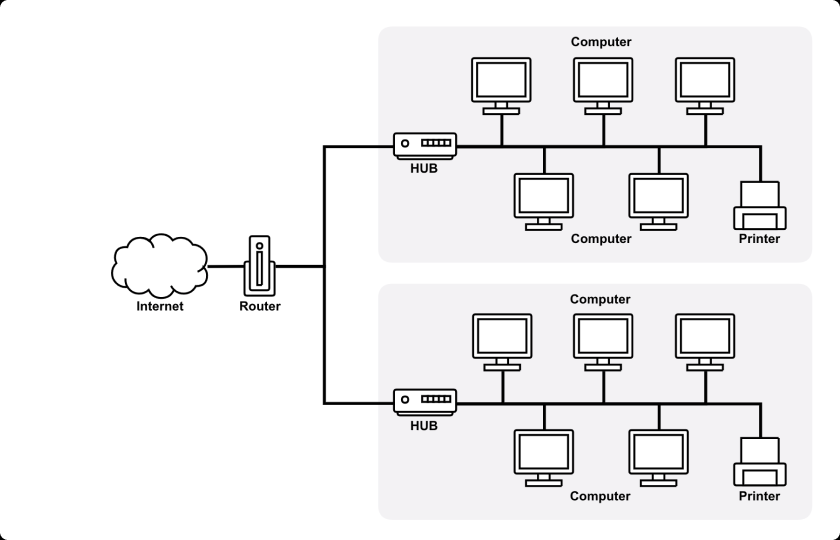 Computer
HUB
Computer
Printer
Internet
Router
Computer
HUB
Computer
Printer